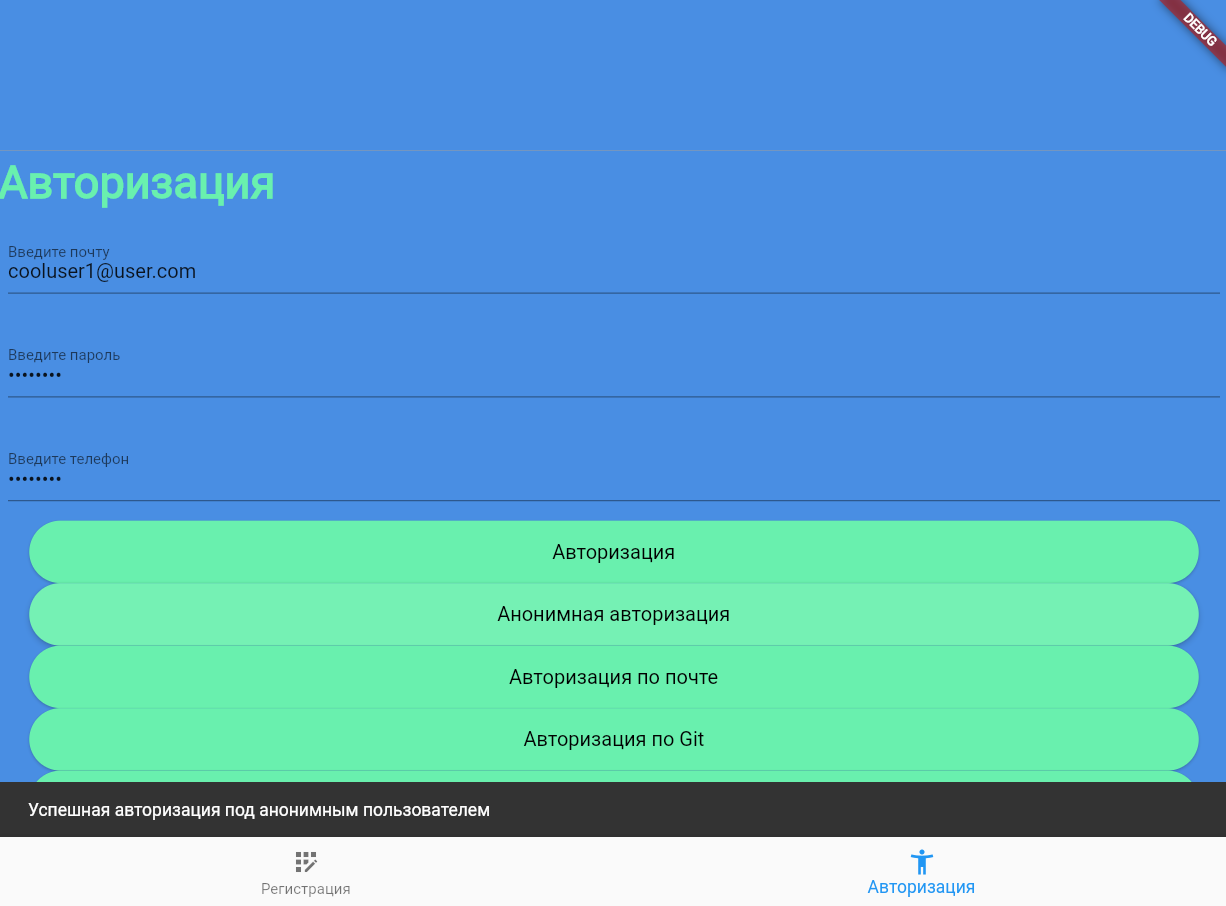 DEBUG
Авторизация
Введите почту
cooluser1@user.com
Введите пароль
••••••••
Введите телефон
••••••••
Авторизация
Анонимная авторизация
Авторизация по почте
Авторизация по Git
Успешная авторизация под анонимным пользователем
Регистрация
Авторизация